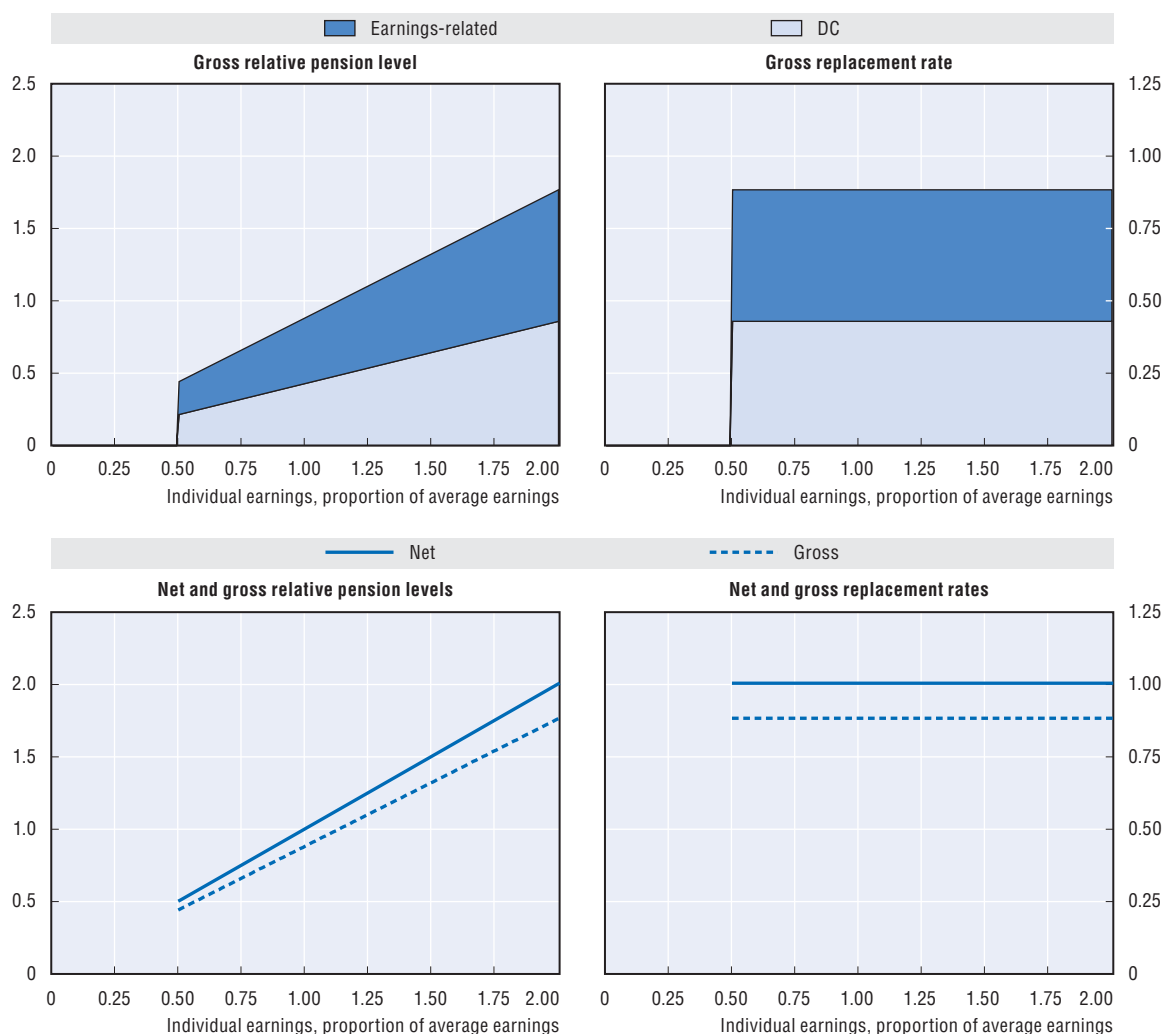 Earnings-related DC
Gross relative pension level
2.5
2.0
1.5
1.0
0.5
0
0 0.25 0.50 0.75 1.00 1.25 1.50 1.75 2.00
Individual earnings, proportion of average earnings
Gross replacement rate
1.25
1.00
0.75
0.50
0.25
0
0 0.25 0.50 0.75 1.00 1.25 1.50 1.75 2.00
Individual earnings, proportion of average earnings
Net Gross
Net and gross relative pension levels
2.5
2.0
1.5
1.0
0.5
0
0 0.25 0.50 0.75 1.00 1.25 1.50 1.75 2.00
Individual earnings, proportion of average earnings
Net and gross replacement rates
1.25
1.00
0.75
0.50
0.25
0
0 0.25 0.50 0.75 1.00 1.25 1.50 1.75 2.00
Individual earnings, proportion of average earnings